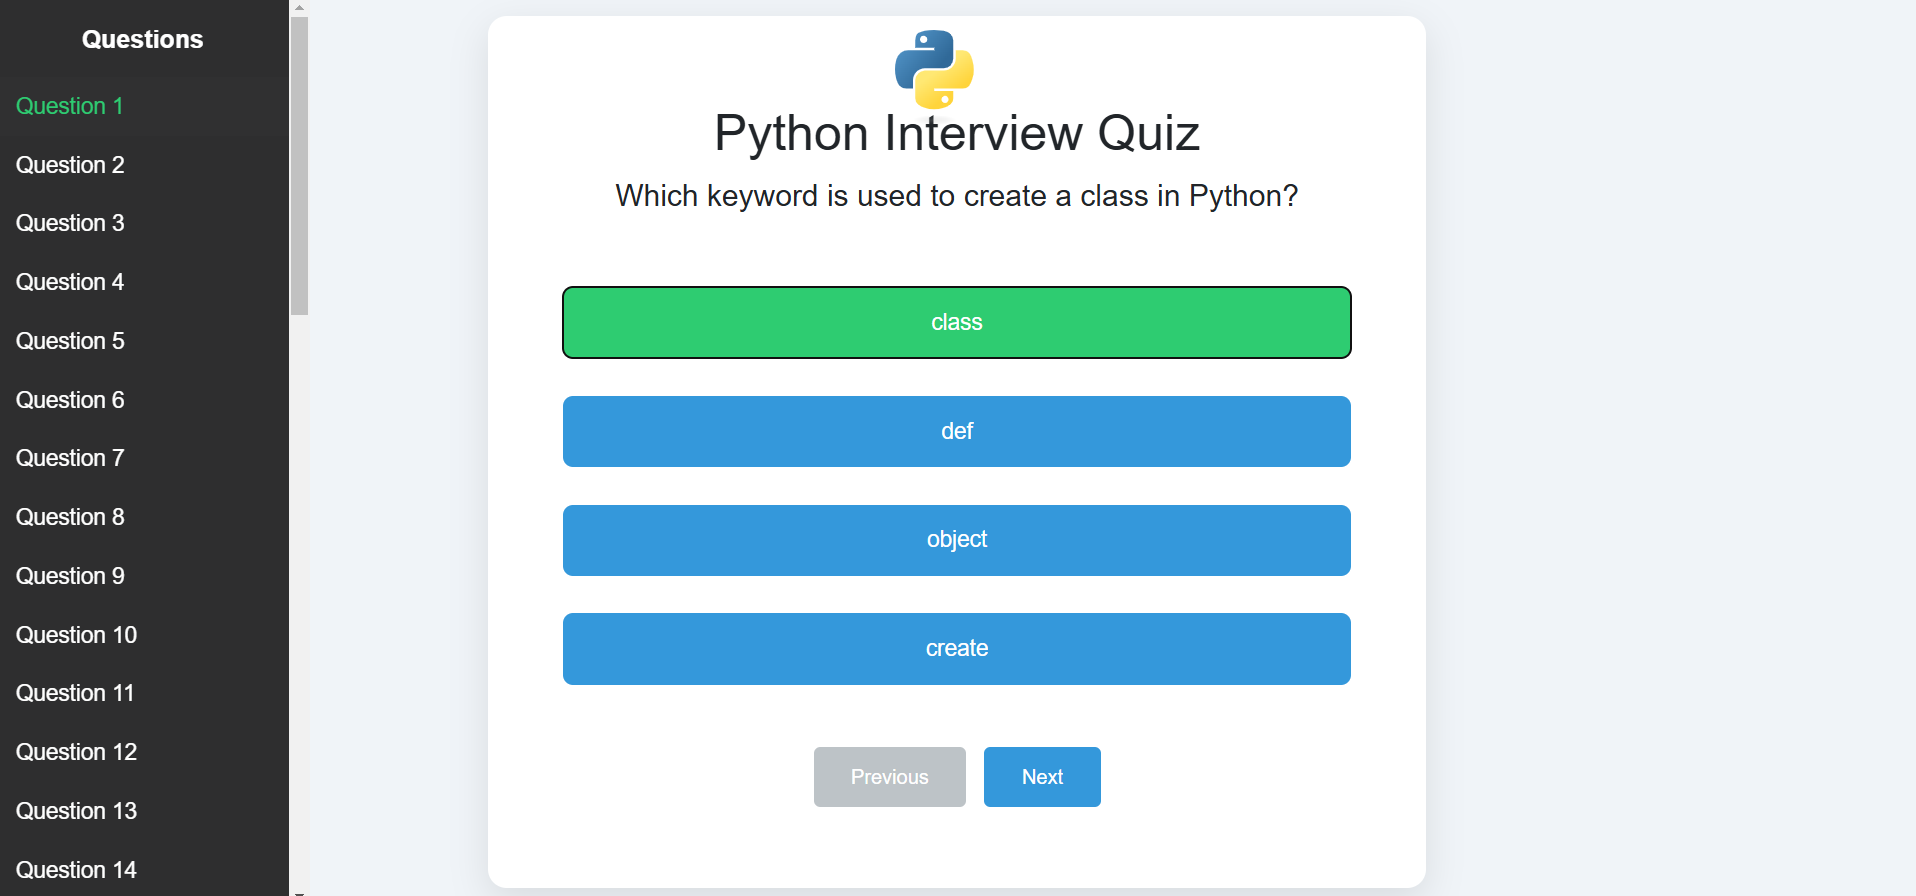 Questions
Question 1
Question 2
Question 3
Question 4
Question 5
Question 6
Question 7
Question 8
Question 9
Question 10
Question 11
Question 12
Question 13
Question 14
Python Interview Quiz
Which keyword is used to create a class in Python?
class
def
object
create
Previous
Next